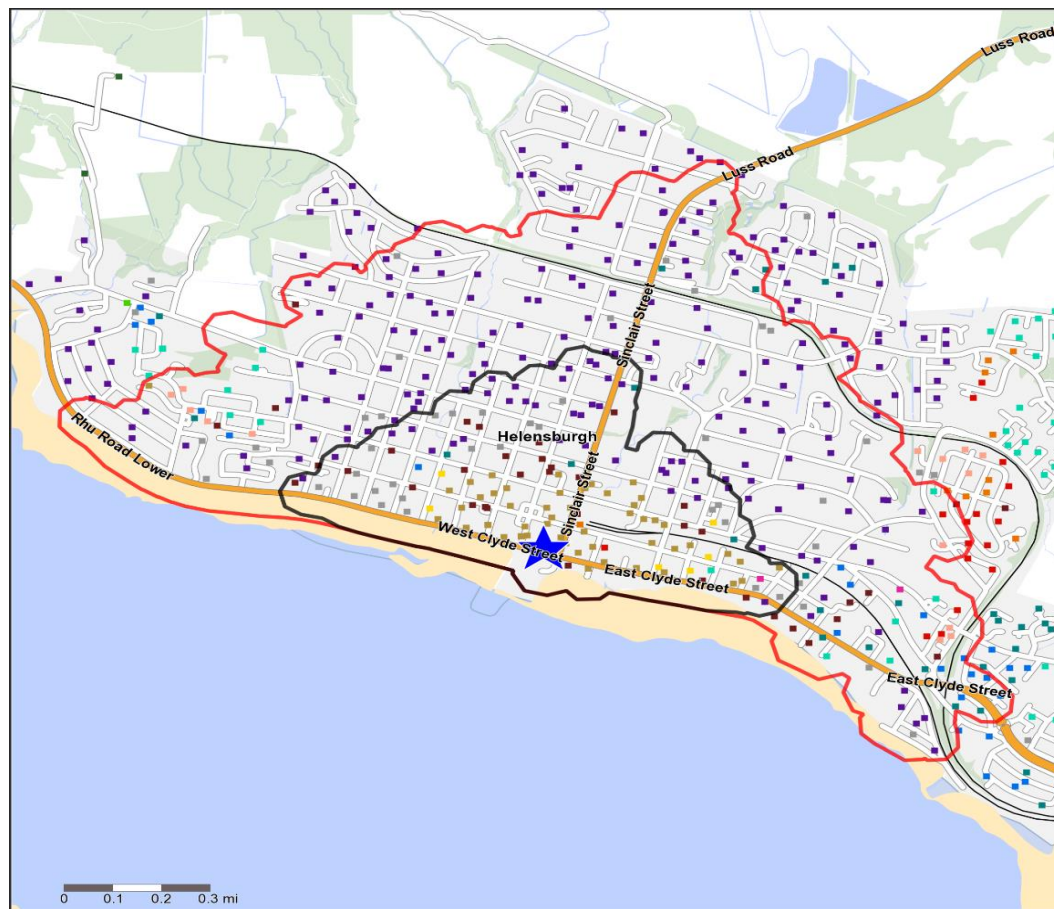 Luss Road
Luss Road
Sinclair Street
Helensburgh
Rhu Road Lower
Sinclair Street
West Clyde Street
East Clyde Street
East Clyde Street
0 0.1 0.2 0.3 mi